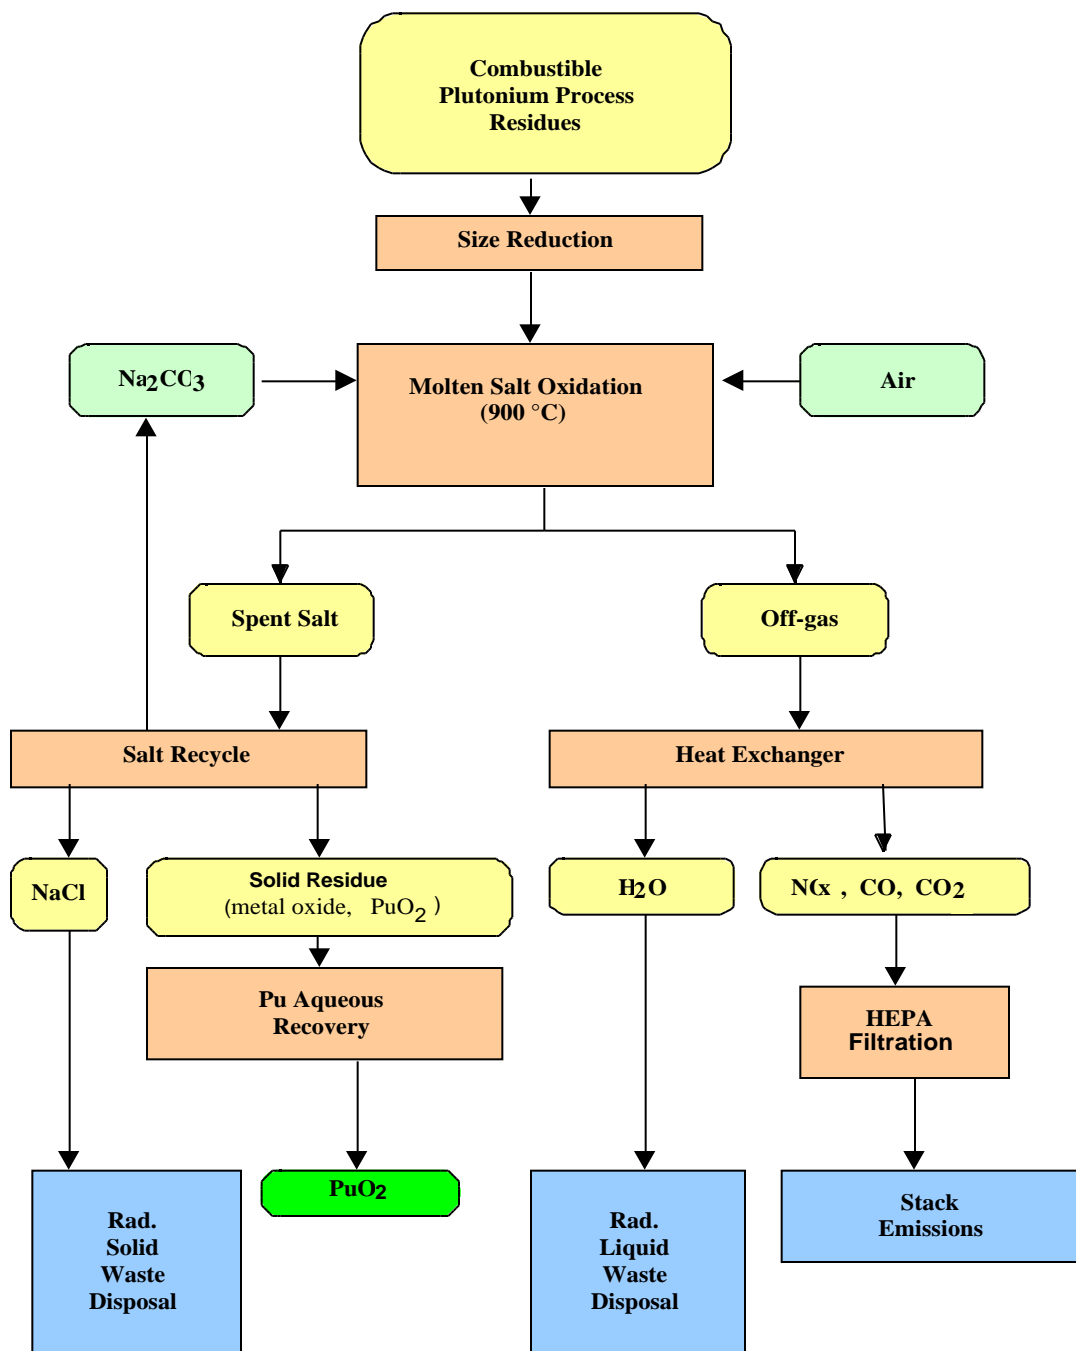 Combustible
Plutonium Process
Residues
Size Reduction
Na2CO3
Molten Salt Oxidation
(900 °C)
Air
Spent Salt
Off-gas
Salt Recycle
Heat Exchanger
NaCl
Solid Residue
(metal oxide, PuO2 )
H2O
NOx , CO, CO2
Pu Aqueous
Recovery
HEPA
Filtration
PuO2
Rad.
Solid
Waste
Disposal
Rad.
Liquid
Waste
Disposal
Stack
Emissions